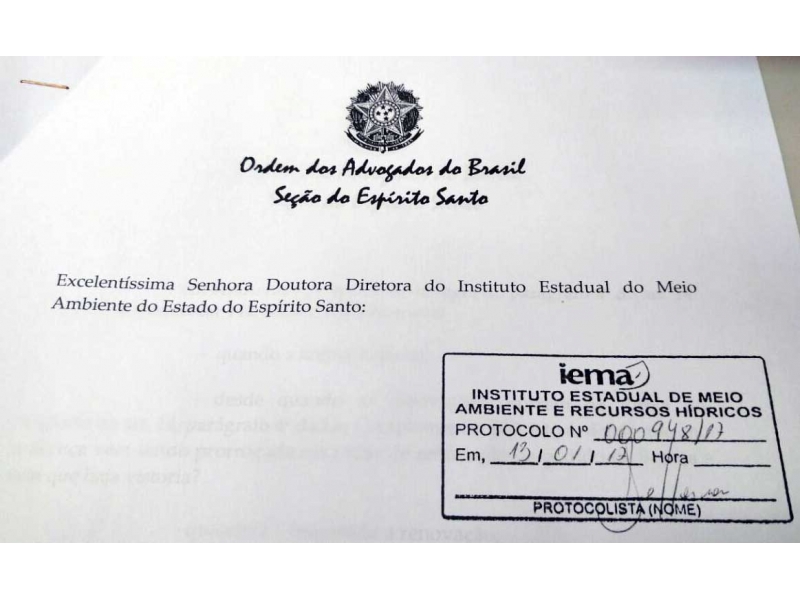 Ordem dos Advogados do Brasil
Seção do Espírito Santo
Excelentíssima Senhora Doutora Diretora do Instituto Estadual do Meio
Ambiente do Estado do Espírito Santo:
iema
INSTITUTO ESTADUAL DE MEIO
AMBIENTE E RECURSOS HÍDRICOS
PROTOCOLO Nº 000948/17
Em, 13/01/17 Hora
PROTOCOLISTA (NOME)